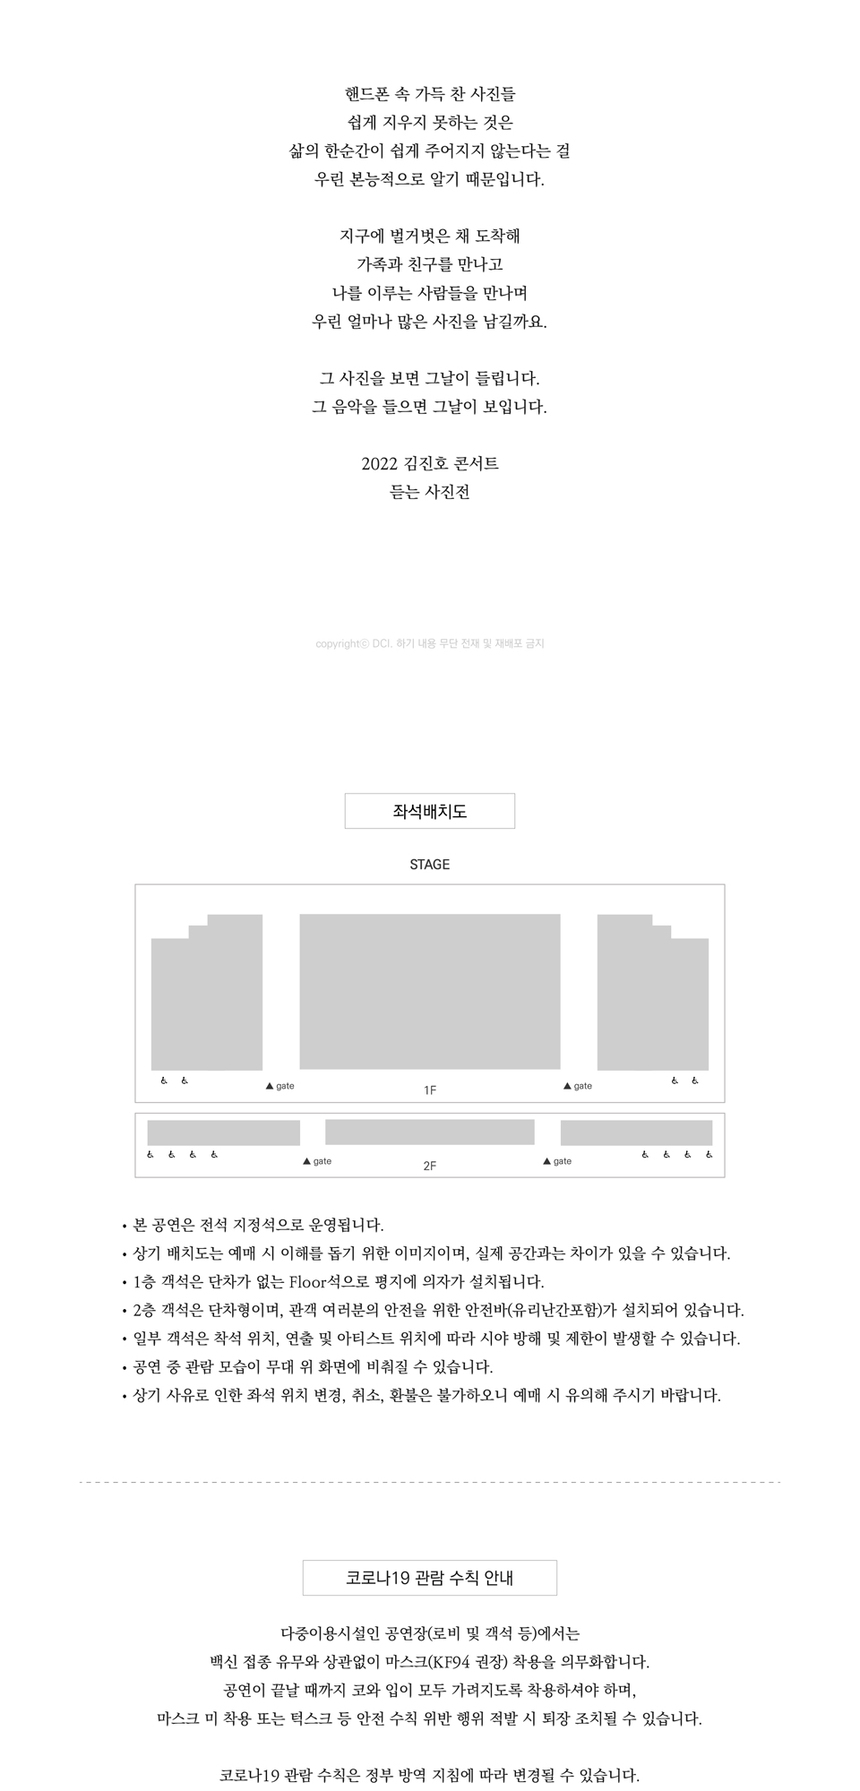 핸드폰 속 가득 찬 사진들
쉽게 지우지 못하는 것은
삶의 한순간이 쉽게 주어지지 않는다는 걸
우린 본능적으로 알기 때문입니다.
지구에 벌거벗은 채 도착해
가족과 친구를 만나고
나를 이루는 사람들을 만나며
우린 얼마나 많은 사진을 남길까요.
그 사진을 보면 그날이 들립니다.
그 음악을 들으면 그날이 보입니다.
2022 김진호 콘서트
듣는 사진전
copyrightⓒ DCI. 하기 내용 무단 전재 및 재배포 금지
좌석배치도
STAGE
▲ gate
1F
▲ gate
▲ gate
2F
▲ gate
• 본 공연은 전석 지정석으로 운영됩니다.
• 상기 배치도는 예매 시 이해를 돕기 위한 이미지이며, 실제 공간과는 차이가 있을 수 있습니다.
• 1층 객석은 단차가 없는 Floor석으로 평지에 의자가 설치됩니다.
• 2층 객석은 단차형이며, 관객 여러분의 안전을 위한 안전바(유리난간포함)가 설치되어 있습니다.
• 일부 객석은 착석 위치, 연출 및 아티스트 위치에 따라 시야 방해 및 제한이 발생할 수 있습니다.
• 공연 중 관람 모습이 무대 위 화면에 비춰질 수 있습니다.
• 상기 사유로 인한 좌석 위치 변경, 취소, 환불은 불가하오니 예매 시 유의해 주시기 바랍니다.
코로나19 관람 수칙 안내
다중이용시설인 공연장(로비 및 객석 등)에서는
백신 접종 유무와 상관없이 마스크(KF94 권장) 착용을 의무화합니다.
공연이 끝날 때까지 코와 입이 모두 가려지도록 착용하셔야 하며,
마스크 미 착용 또는 턱스크 등 안전 수칙 위반 행위 적발 시 퇴장 조치될 수 있습니다.
코로나19 관람 수칙은 정부 방역 지침에 따라 변경될 수 있습니다.